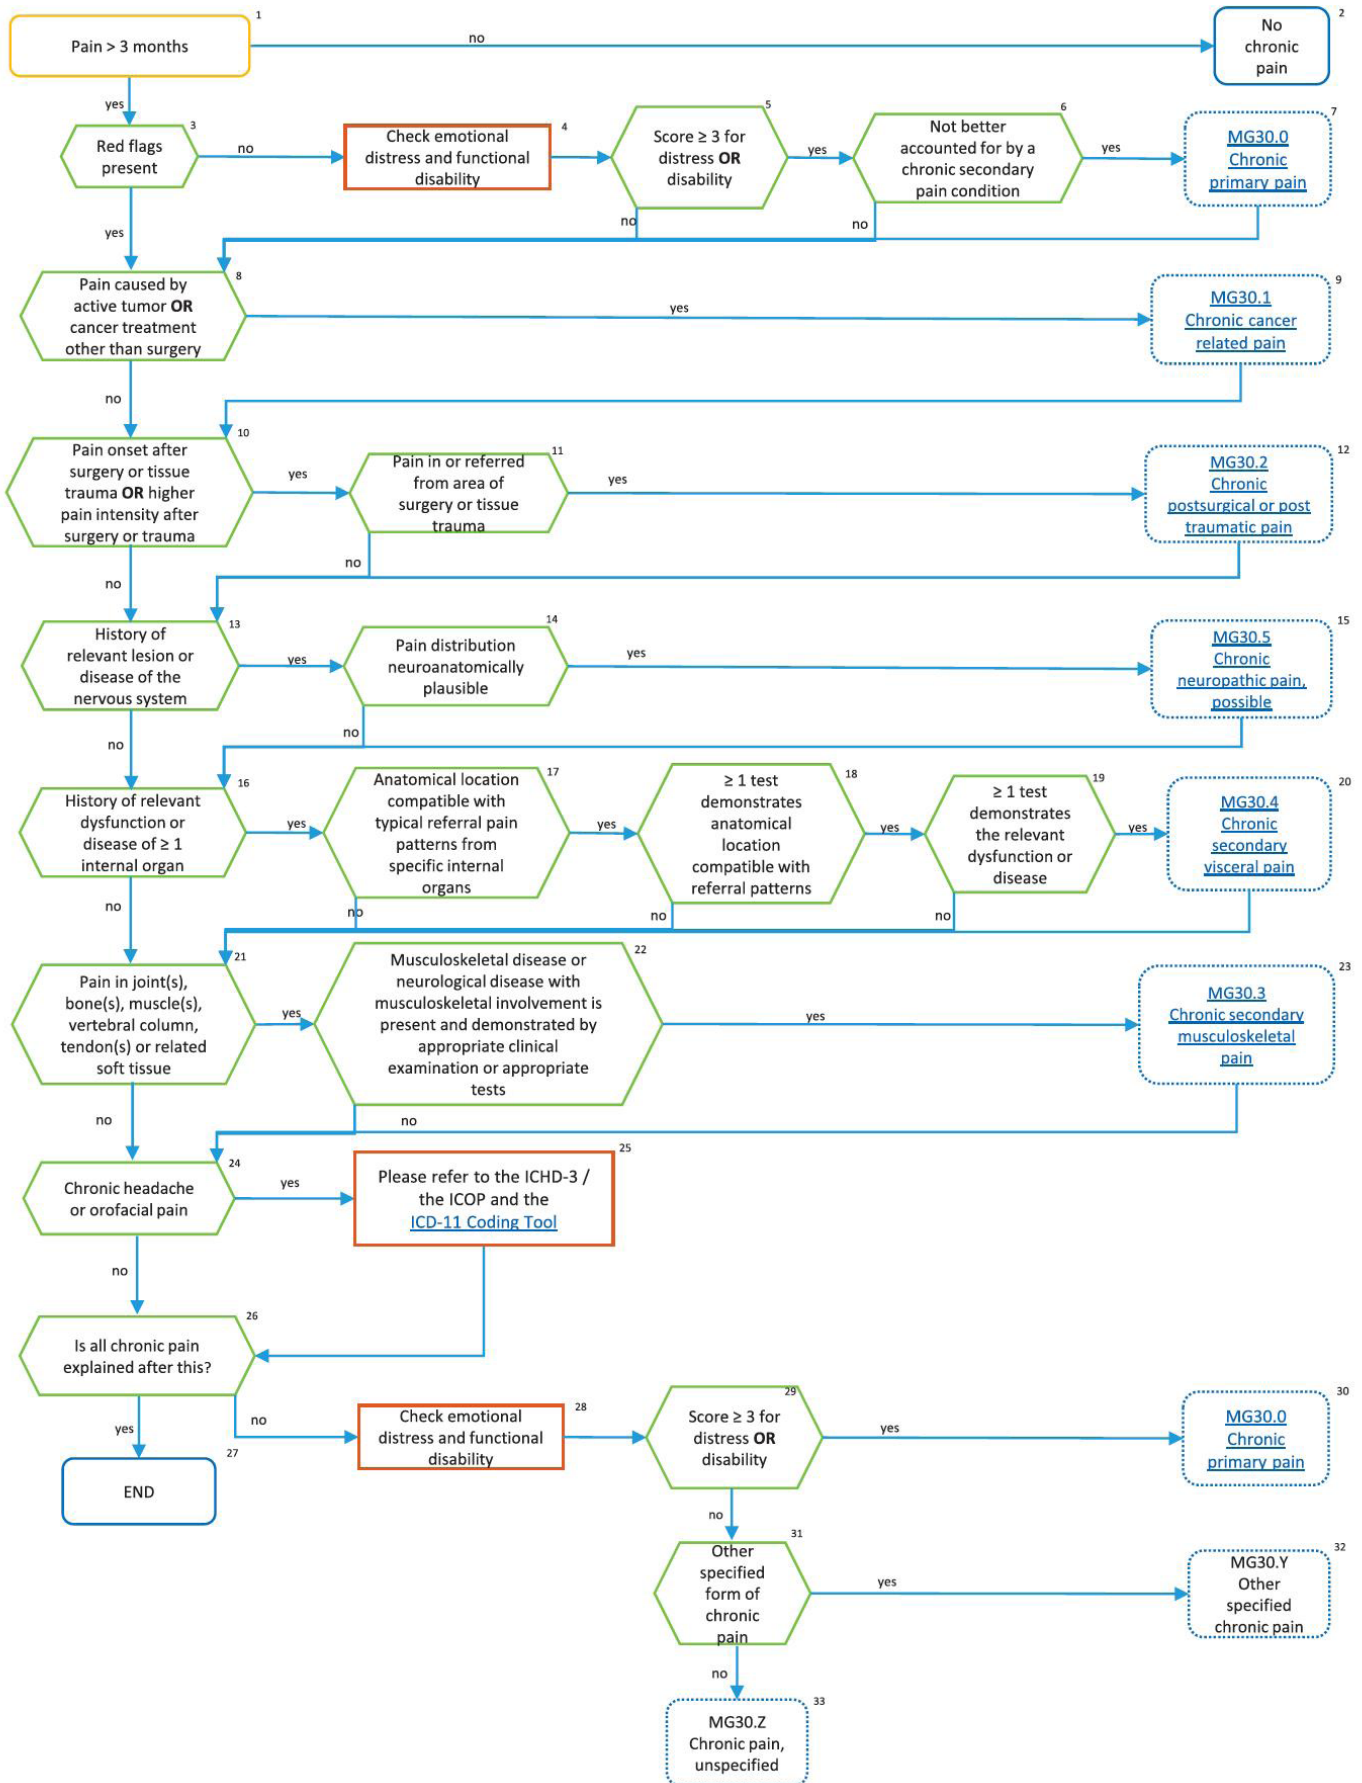 1
Pain > 3 months
no
2
No
chronic
pain
yes
3
Red flags
present
no
4
Check emotional
distress and functional
disability
5
Score ≥ 3 for
distress OR
disability
yes
6
Not better
accounted for by a
chronic secondary
pain condition
yes
7
MG30.0
Chronic
primary pain
no
no
yes
8
Pain caused by
active tumor OR
cancer treatment
other than surgery
yes
9
MG30.1
Chronic cancer
related pain
no
10
Pain onset after
surgery or tissue
trauma OR higher
pain intensity after
surgery or trauma
yes
11
Pain in or referred
from area of
surgery or tissue
trauma
yes
12
MG30.2
Chronic
postsurgical or post
traumatic pain
no
no
13
History of
relevant lesion or
disease of the
nervous system
yes
14
Pain distribution
neuroanatomically
plausible
yes
15
MG30.5
Chronic
neuropathic pain,
possible
no
no
16
History of relevant
dysfunction or
disease of ≥ 1
internal organ
yes
17
Anatomical location
compatible with
typical referral pain
patterns from
specific internal
organs
yes
18
≥ 1 test
demonstrates
anatomical
location
compatible with
referral patterns
yes
19
≥ 1 test
demonstrates
the relevant
dysfunction or
disease
yes
20
MG30.4
Chronic
secondary
visceral pain
no
no
no
no
21
Pain in joint(s),
bone(s), muscle(s),
vertebral column,
tendon(s) or related
soft tissue
yes
22
Musculoskeletal disease or
neurological disease with
musculoskeletal involvement is
present and demonstrated by
appropriate clinical
examination or appropriate
tests
yes
23
MG30.3
Chronic secondary
musculoskeletal
pain
no
no
24
Chronic headache
or orofacial pain
yes
25
Please refer to the ICHD-3 /
the ICOP and the
ICD-11 Coding Tool
no
26
Is all chronic pain
explained after this?
yes
27
END
no
28
Check emotional
distress and functional
disability
29
Score ≥ 3 for
distress OR
disability
yes
30
MG30.0
Chronic
primary pain
no
31
Other
specified
form of
chronic
pain
yes
32
MG30.Y
Other
specified
chronic pain
no
33
MG30.Z
Chronic pain,
unspecified